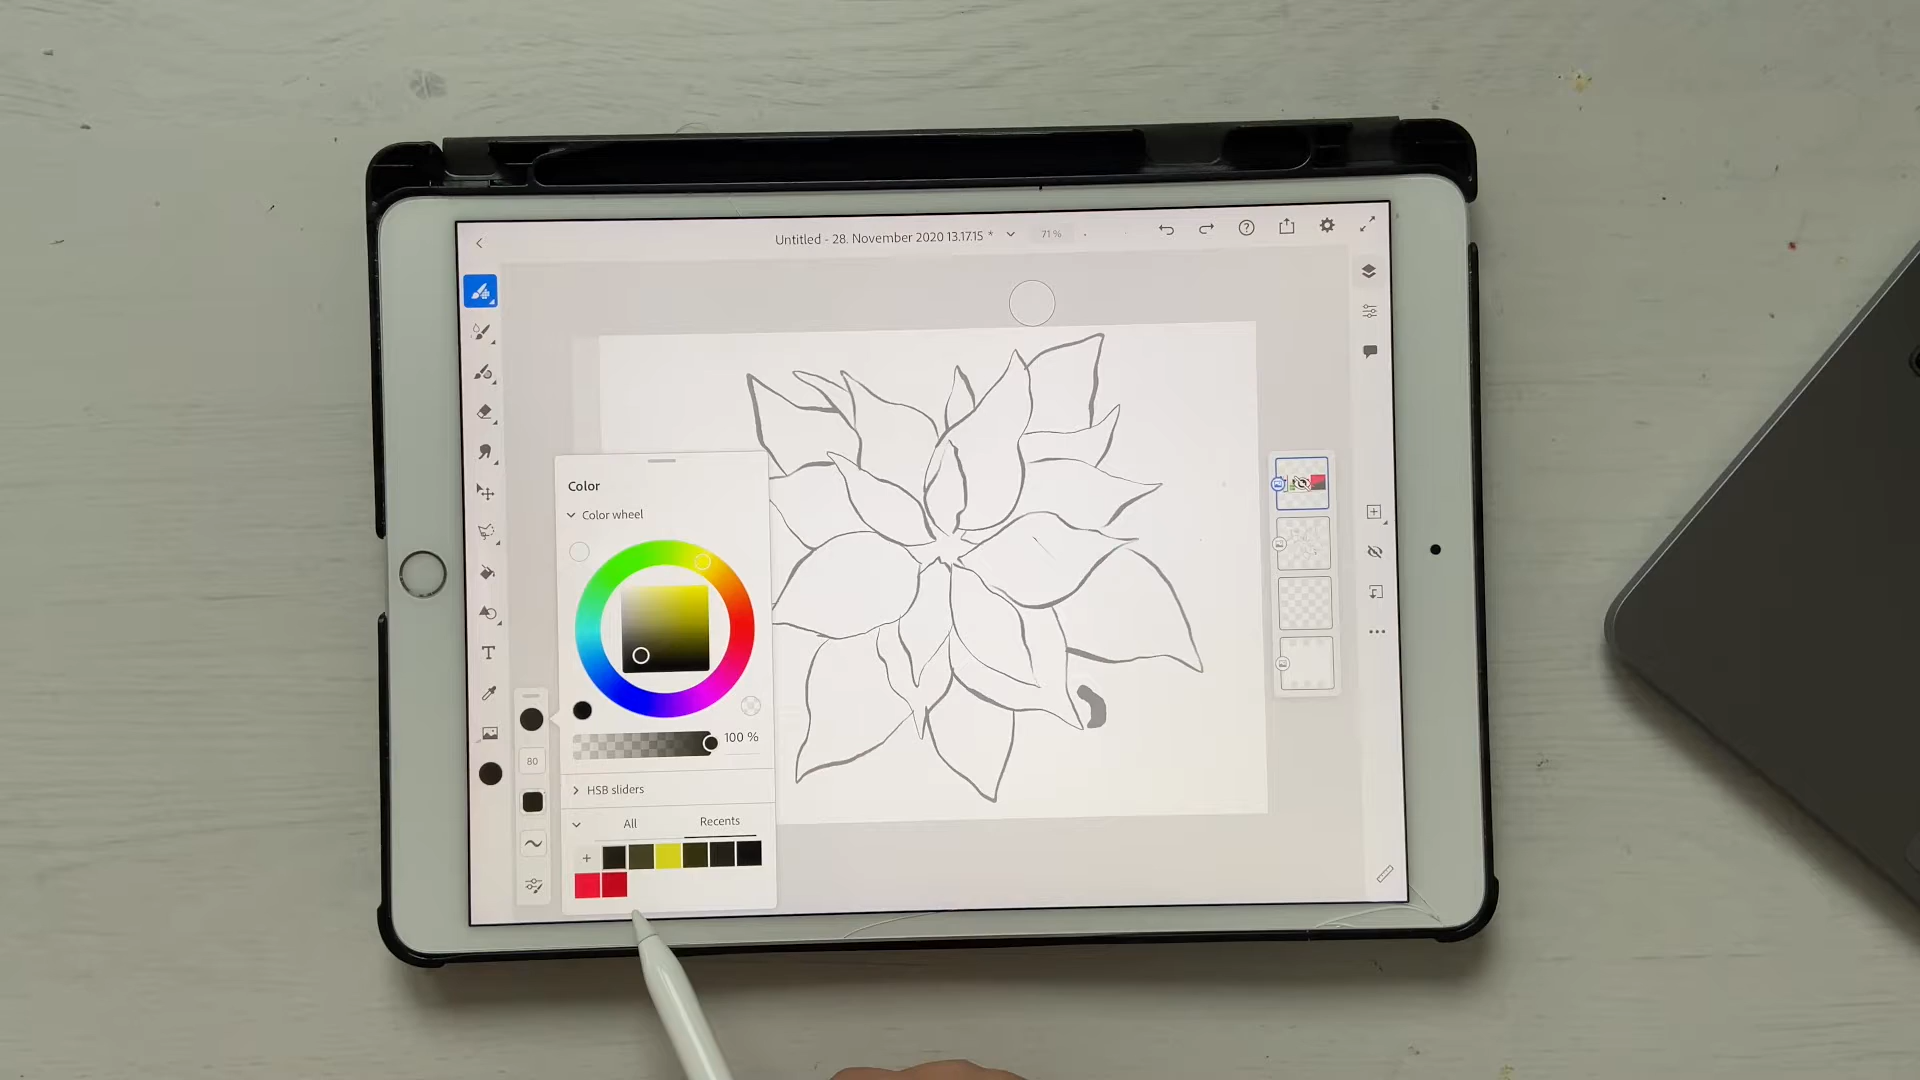 Untitled - 28. November 2020 13.17.15 *
71 %
Color
Color wheel
100 %
80
HSB sliders
All
Recents
T